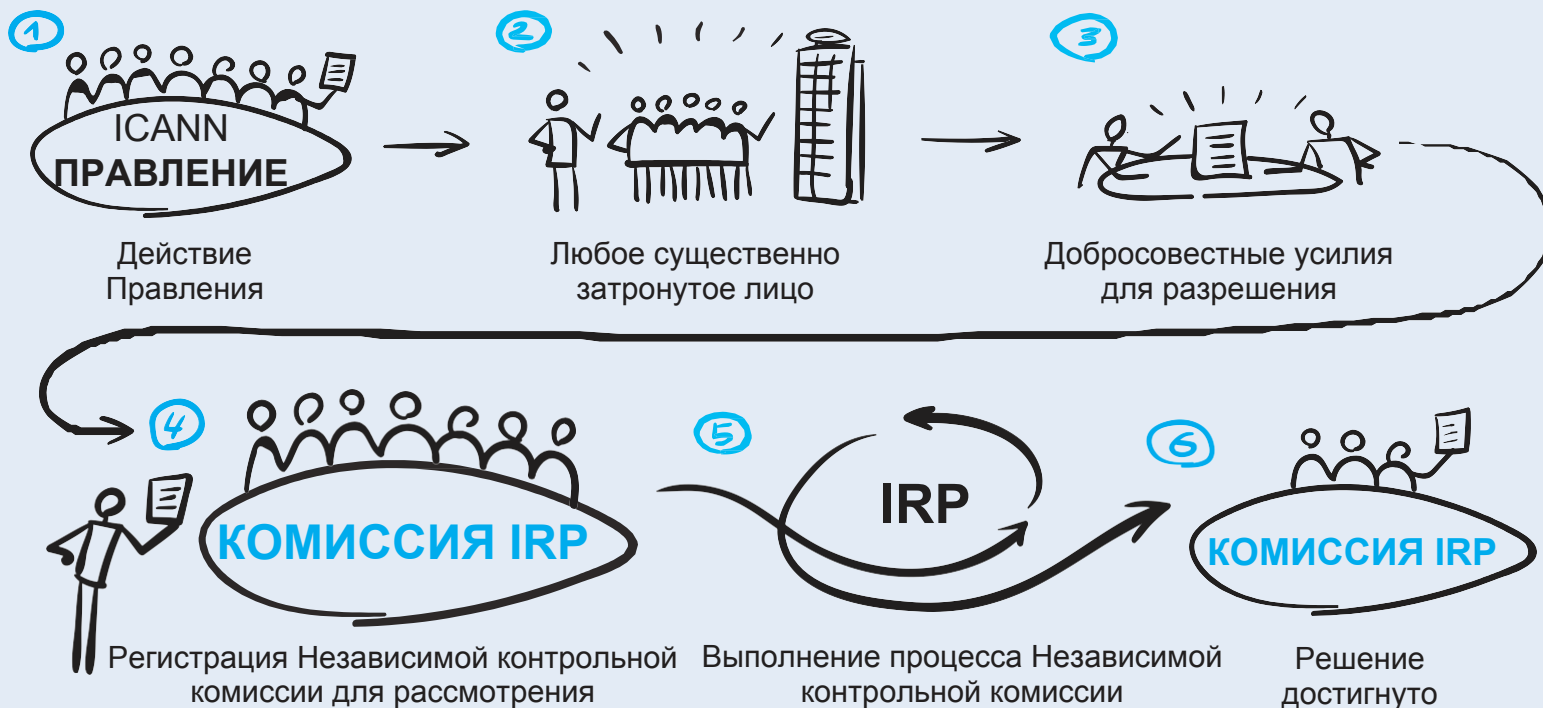 1
ICANN
ПРАВЛЕНИЕ
Действие
Правления
2
Любое существенно
затронутое лицо
3
Добросовестные усилия
для разрешения
4
КОМИССИЯ IRP
Регистрация Независимой контрольной
комиссии для рассмотрения
5
IRP
Выполнение процесса Независимой
контрольной комиссии
6
КОМИССИЯ IRP
Решение
достигнуто